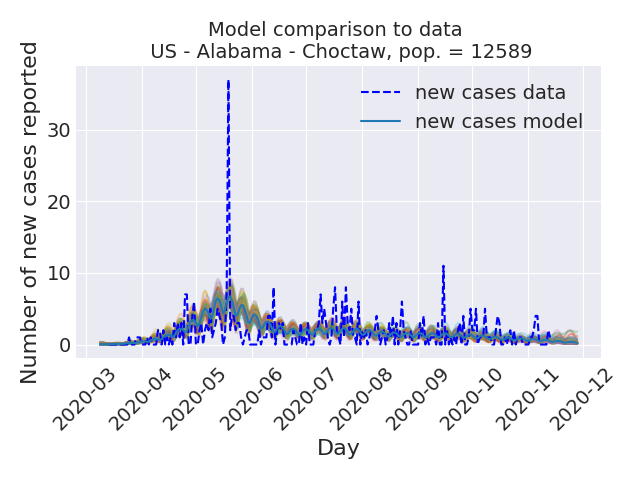 Model comparison to data
US - Alabama - Choctaw, pop. = 12589
Number of new cases reported
30
20
10
0
new cases data
new cases model
2020-03
2020-04
2020-05
2020-06
2020-07
2020-08
2020-09
2020-10
2020-11
2020-12
Day